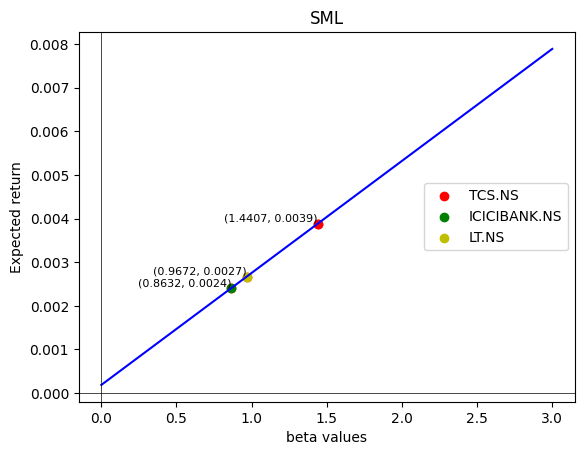 SML
0.008
0.007
0.006
0.005
0.004
0.003
0.002
0.001
0.000
Expected return
(1.4407, 0.0039)
(0.9672, 0.0027)
(0.8632, 0.0024)
TCS.NS
ICICIBANK.NS
LT.NS
0.0 0.5 1.0 1.5 2.0 2.5 3.0
beta values